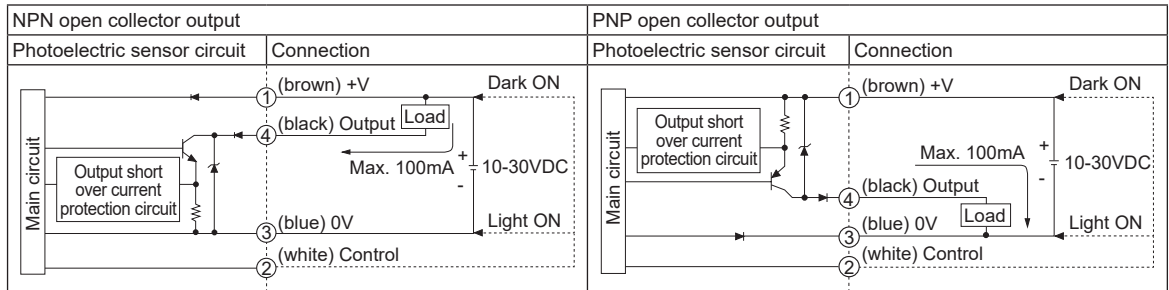 NPN open collector output
Photoelectric sensor circuit
Connection
Main circuit
Output short
over current
protection circuit
1
(brown) +V
Dark ON
4
(black) Output
Load
Max. 100mA
+
-
10-30VDC
3
(blue) 0V
Light ON
2
(white) Control
PNP open collector output
Photoelectric sensor circuit
Connection
Main circuit
Output short
over current
protection circuit
1
(brown) +V
Dark ON
Max. 100mA
+
-
10-30VDC
4
(black) Output
Load
3
(blue) 0V
Light ON
2
(white) Control